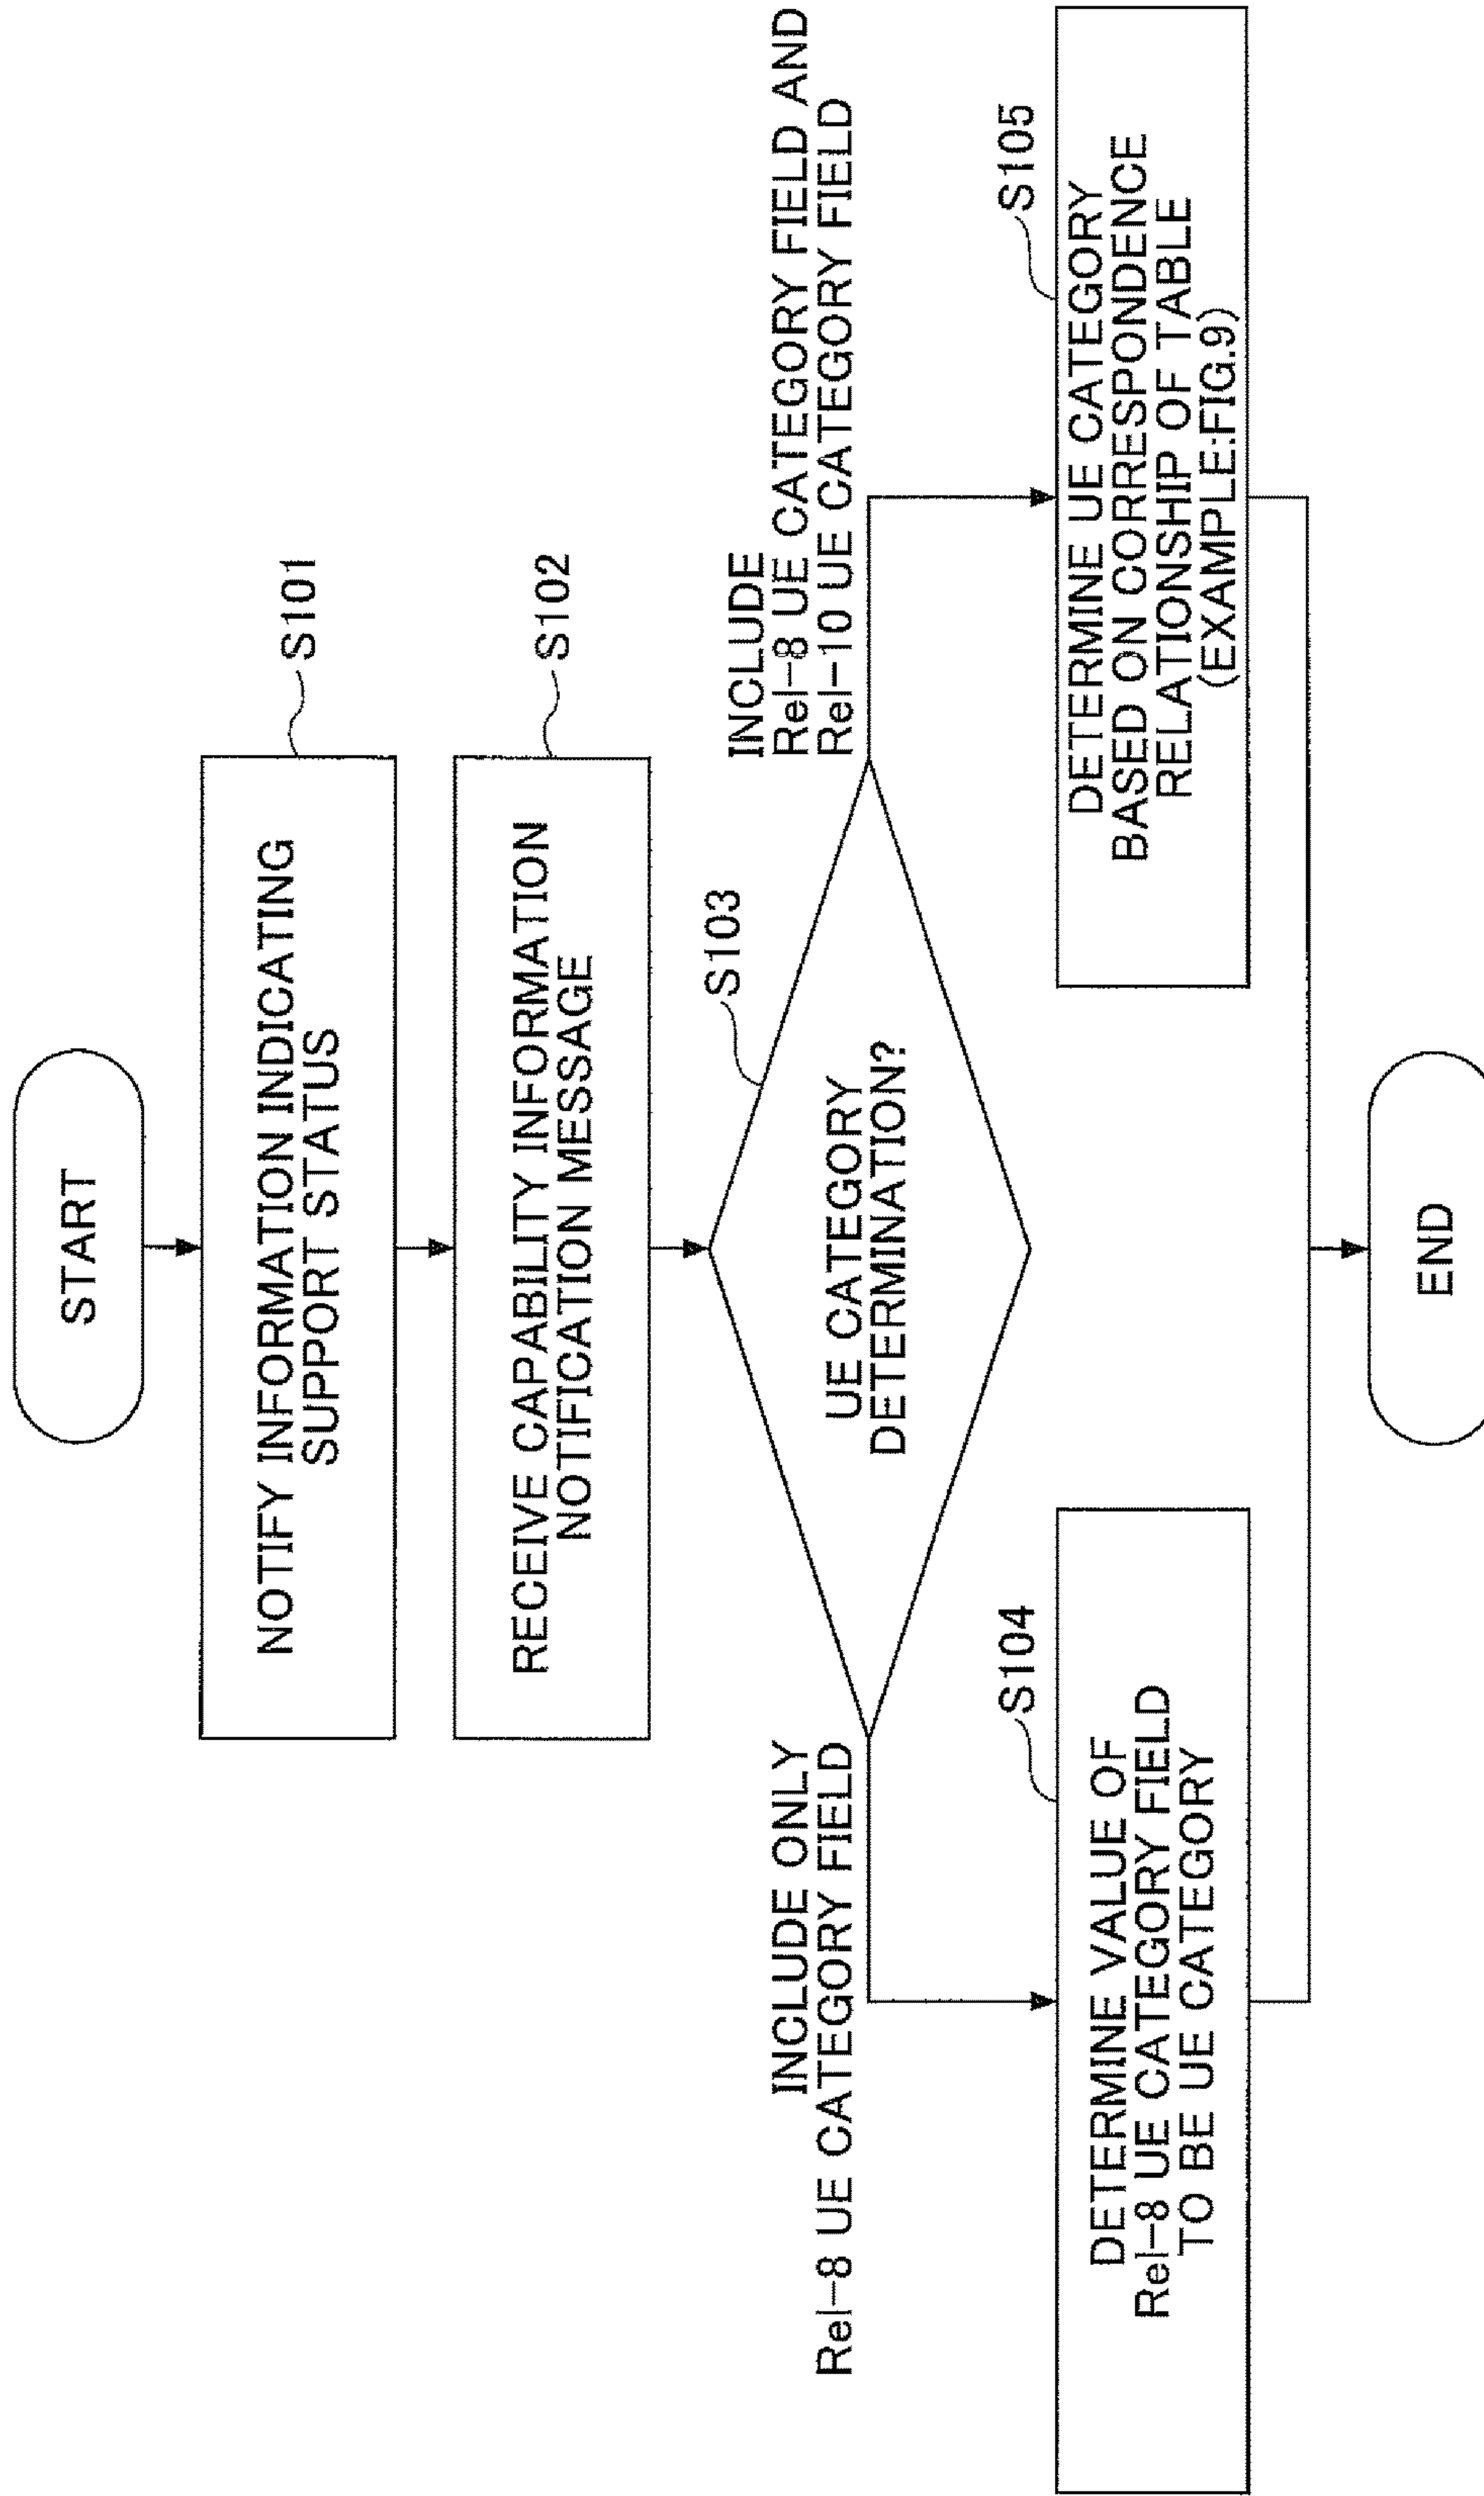 START
NOTIFY INFORMATION INDICATING
SUPPORT STATUS
S101
RECEIVE CAPABILITY INFORMATION
NOTIFICATION MESSAGE
S102
UE CATEGORY
DETERMINATION?
S103
INCLUDE ONLY
Rel-8 UE CATEGORY FIELD
INCLUDE
Rel-8 UE CATEGORY FIELD AND
Rel-10 UE CATEGORY FIELD
DETERMINE VALUE OF
Rel-8 UE CATEGORY FIELD
TO BE UE CATEGORY
S104
DETERMINE UE CATEGORY
BASED ON CORRESPONDENCE
RELATIONSHIP OF TABLE
(EXAMPLE:FIG.9)
S105
END